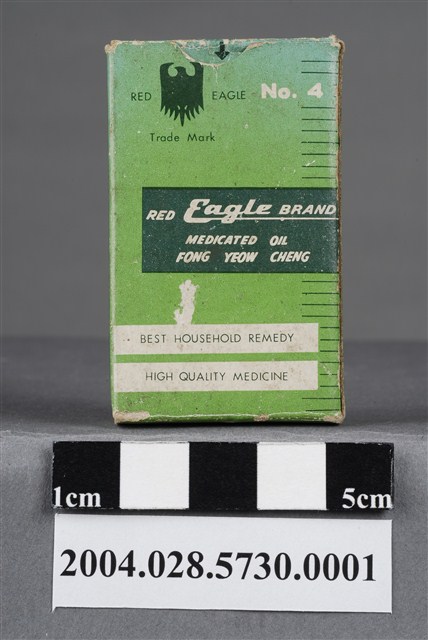 RED EAGLE No. 4
Trade Mark
RED Eagle BRAND
MEDICATED OIL
FONG YEOW CHENG
BEST HOUSEHOLD REMEDY
HIGH QUALITY MEDICINE
1cm 5cm
2004.028.5730.0001